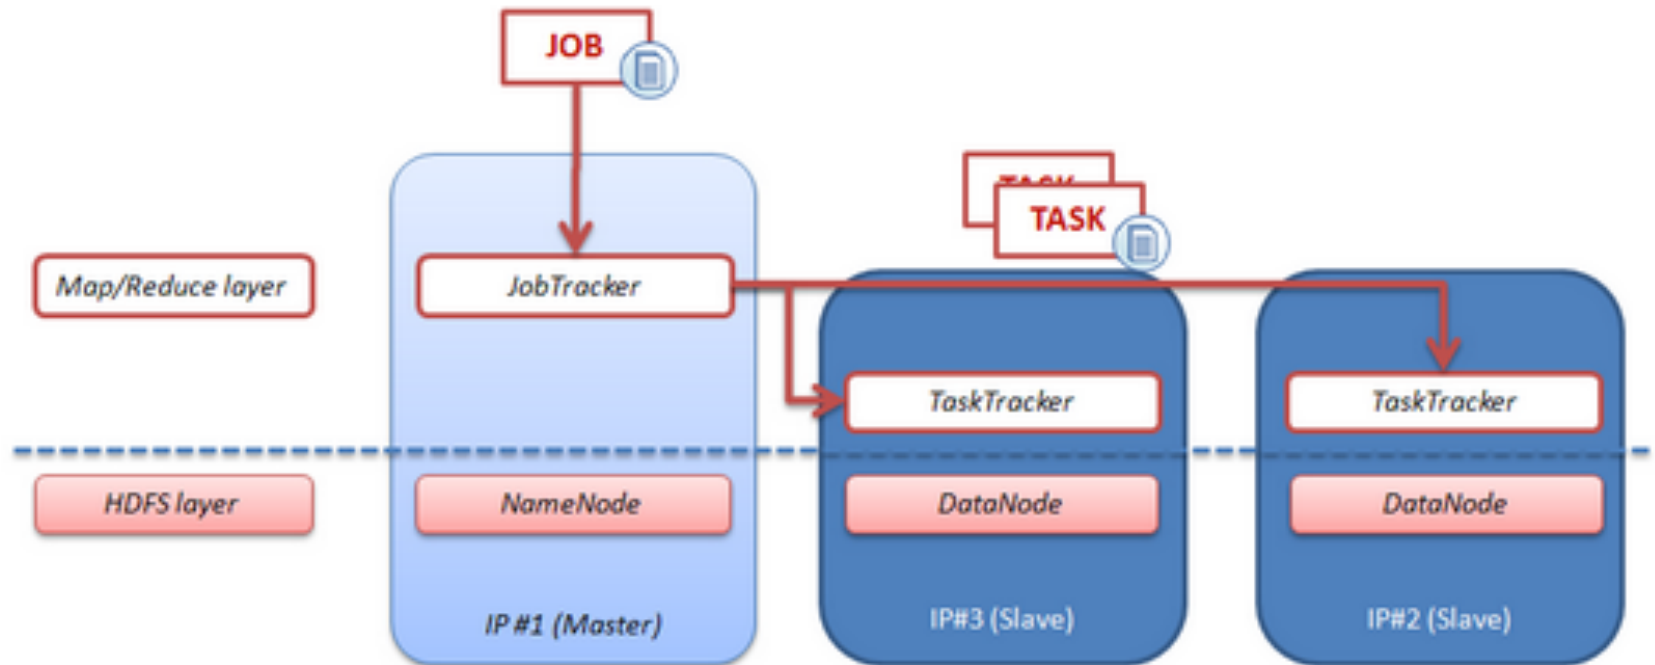 JOB
TASK
TASK
Map/Reduce layer
JobTracker
TaskTracker
TaskTracker
HDFS layer
NameNode
DataNode
DataNode
IP #1 (Master)
IP#3 (Slave)
IP#2 (Slave)